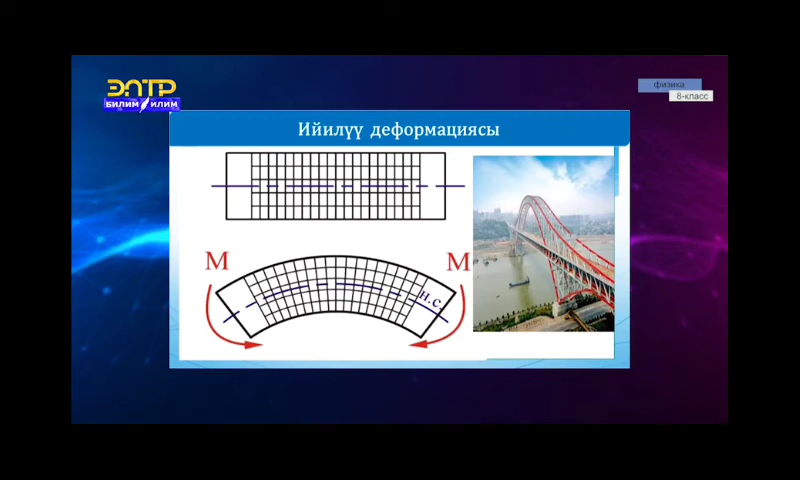 ЭЛТР
БИЛИМ ИЛИМ
физика
8-класс
Ийилүү деформациясы
М
М
н.с.